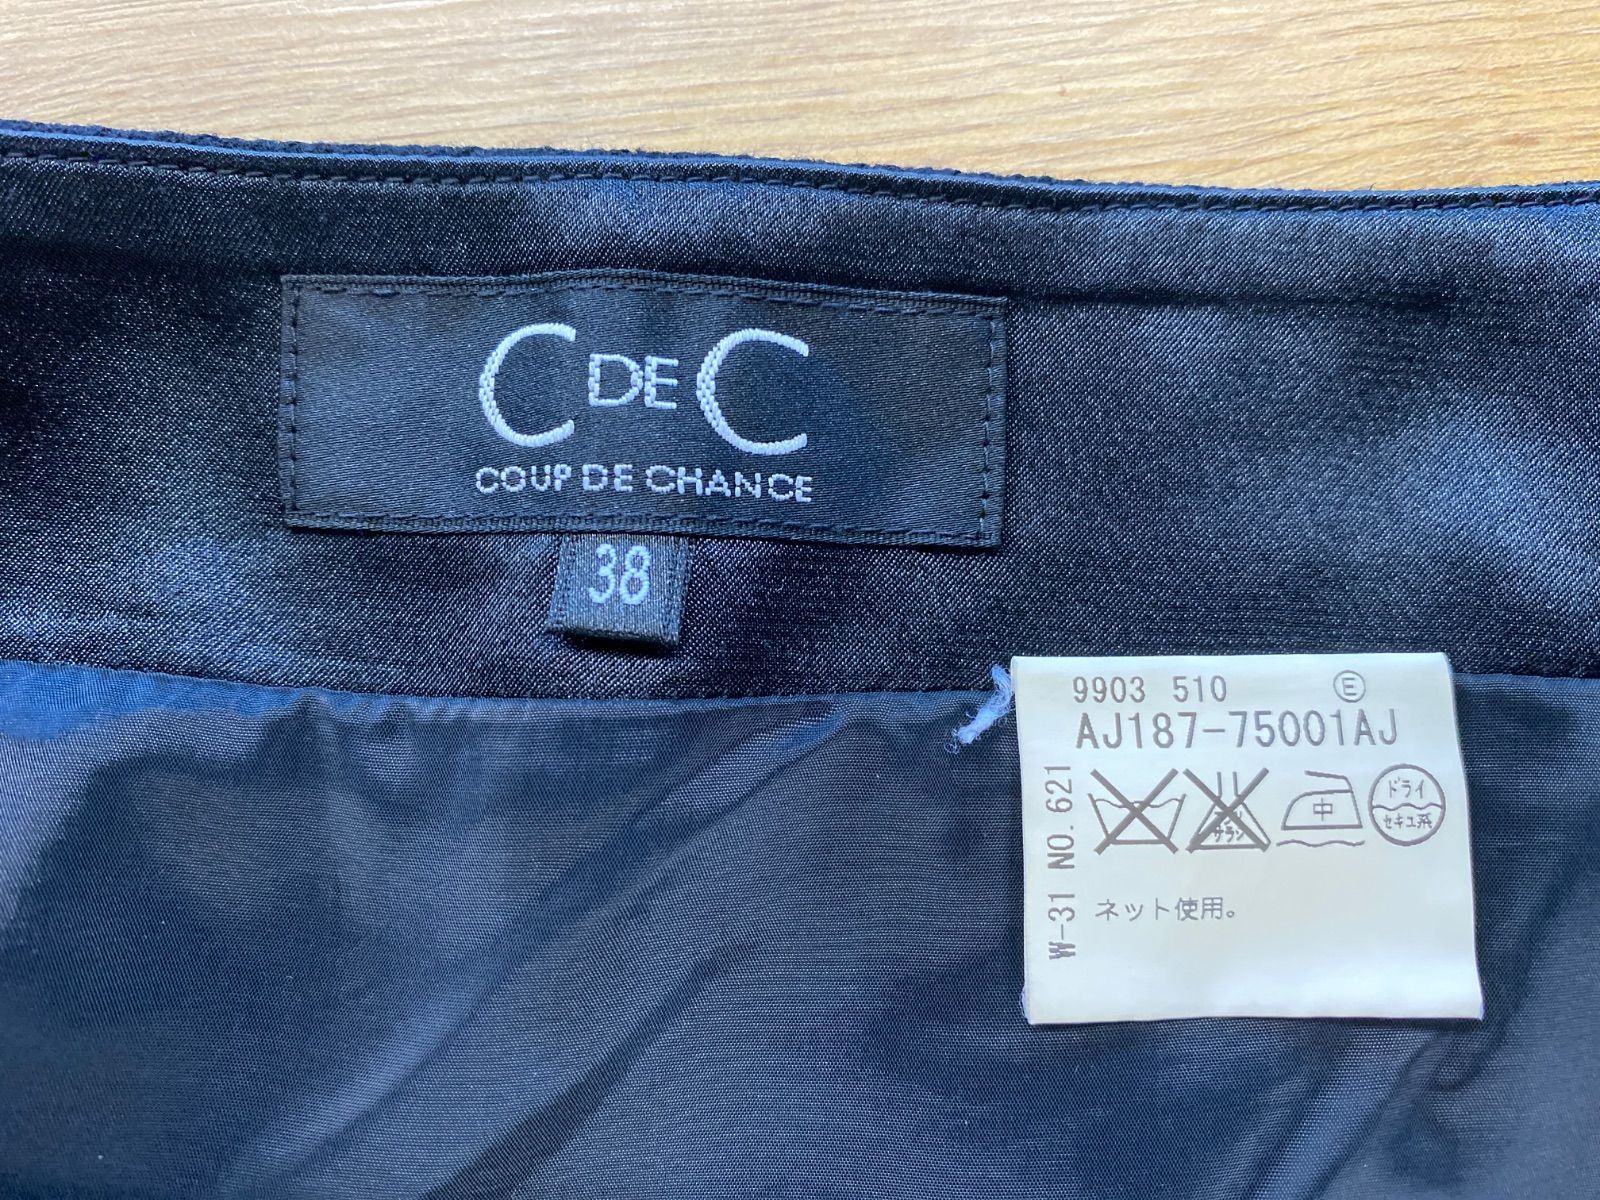 C DE C
COUP DE CHANCE
38
9903 510 Ⓔ
AJ187-75001AJ
W-31 NO.621
中
ドライ
セキユ系
ネット使用。